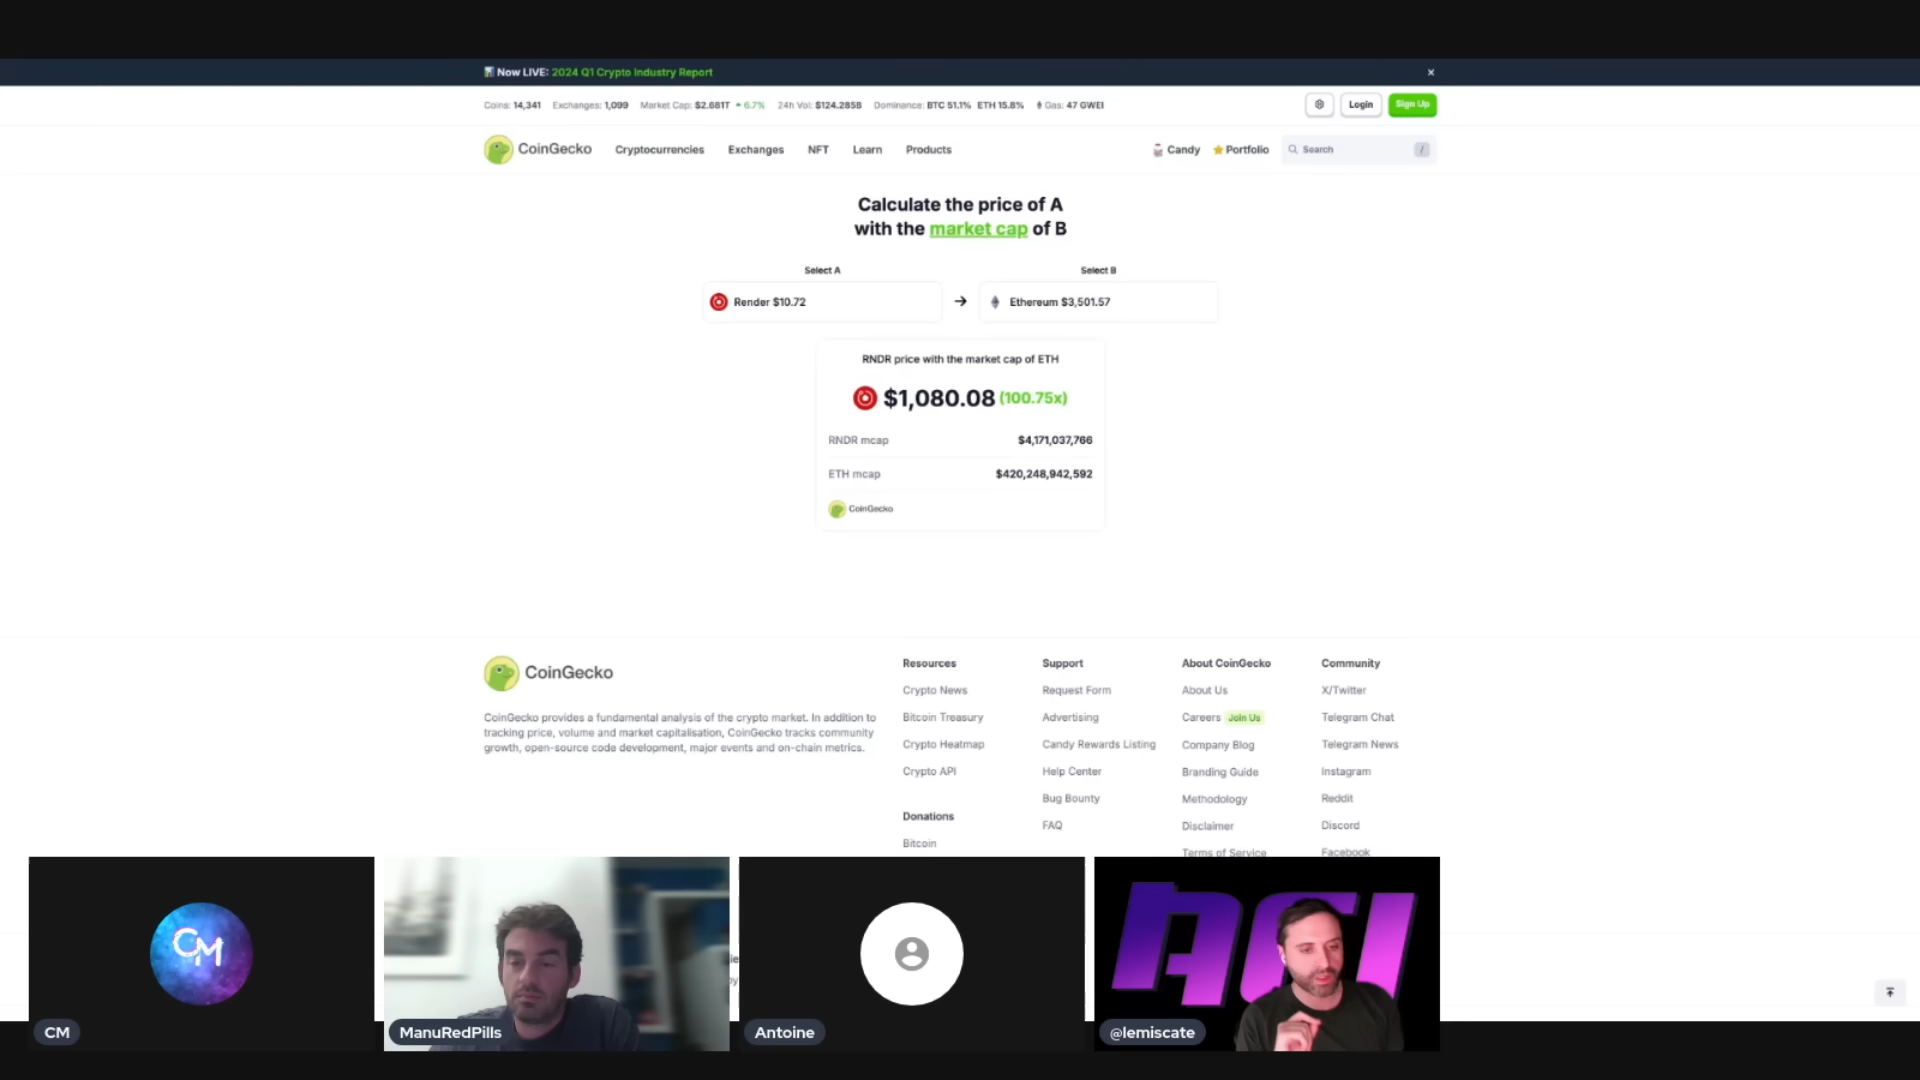 Now LIVE: 2024 Q1 Crypto Industry Report
Coins: 14,341 Exchanges: 1,099 Market Cap: $2.681T 6.7% 24h Vol: $124.285B Dominance: BTC 51.1% ETH 15.8% Gas: 47 GWEI
Login
Sign Up
CoinGecko
Cryptocurrencies Exchanges NFT Learn Products
Candy Portfolio Search /
Calculate the price of A
with the market cap of B
Select A
Select B
Render $10.72
Ethereum $3,501.57
RNDR price with the market cap of ETH
$1,080.08 (100.75x)
RNDR mcap $4,171,037,766
ETH mcap $420,248,942,592
CoinGecko
CoinGecko
CoinGecko provides a fundamental analysis of the crypto market. In addition to
tracking price, volume and market capitalisation, CoinGecko tracks community
growth, open-source code development, major events and on-chain metrics.
Resources
Crypto News
Bitcoin Treasury
Crypto Heatmap
Crypto API
Donations
Bitcoin
Support
Request Form
Advertising
Candy Rewards Listing
Help Center
Bug Bounty
FAQ
About CoinGecko
About Us
Careers Join Us
Company Blog
Branding Guide
Methodology
Disclaimer
Terms of Service
Community
X/Twitter
Telegram Chat
Telegram News
Instagram
Reddit
Discord
Facebook
CM
CM
ManuRedPills
Antoine
@lemiscate